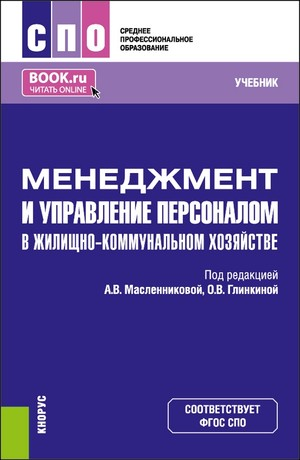 СПО
СРЕДНЕЕ
ПРОФЕССИОНАЛЬНОЕ
ОБРАЗОВАНИЕ
BOOK.ru
ЧИТАТЬ ONLINE
УЧЕБНИК
МЕНЕДЖМЕНТ
И УПРАВЛЕНИЕ ПЕРСОНАЛОМ
В ЖИЛИЩНО-КОММУНАЛЬНОМ ХОЗЯЙСТВЕ
Под редакцией
А.В. Масленниковой, О.В. Глинкиной
КНОРУС
СООТВЕТСТВУЕТ
ФГОС СПО